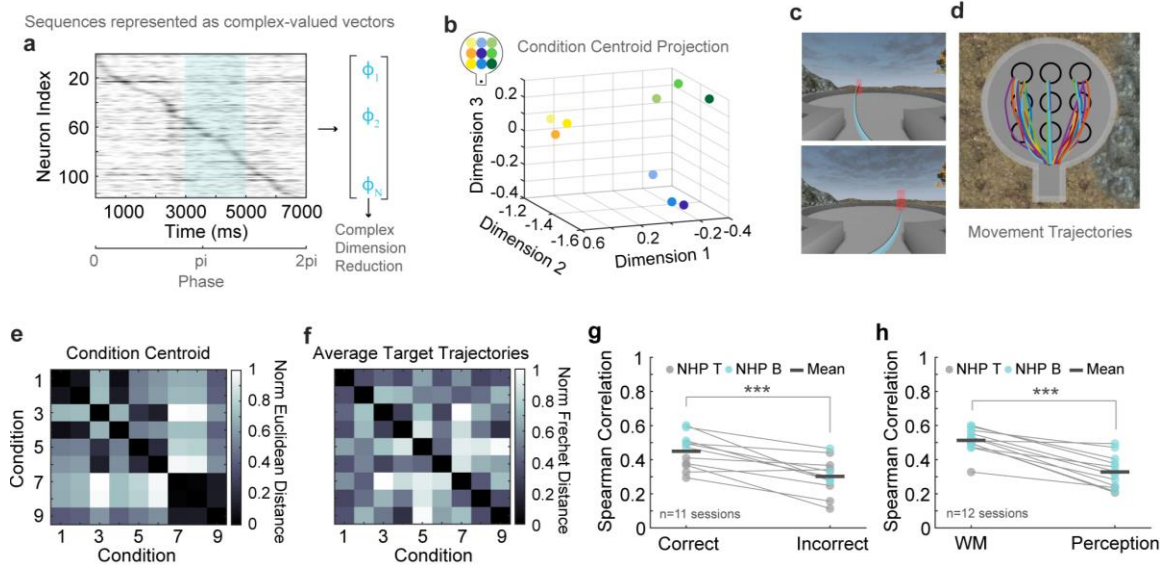 Sequences represented as complex-valued vectors
a
Neuron Index
20
60
100
1000 3000 5000 7000
Time (ms)
0 pi 2pi
Phase
ϕ1
ϕ2
ϕN
Complex
Dimension
Reduction
b
Condition Centroid Projection
Dimension 3
0.2
0
-0.2
-0.4
-1.2
-1.4
-1.6
Dimension 2
0.6 0.2 -0.2 -0.4
Dimension 1
c
d
Movement Trajectories
e
Condition Centroid
Condition
1
3
5
7
9
1 3 5 7 9
Condition
1
0.8
0.6
0.4
0.2
0
Norm Euclidean Distance
f
Average Target Trajectories
1 3 5 7 9
Condition
1
0.8
0.6
0.4
0.2
0
Norm Frechet Distance
g
NHP T NHP B Mean
***
Spearman Correlation
1
0.8
0.6
0.4
0.2
0
n=11 sessions
Correct Incorrect
h
NHP T NHP B Mean
***
Spearman Correlation
1
0.8
0.6
0.4
0.2
0
n=12 sessions
WM Perception